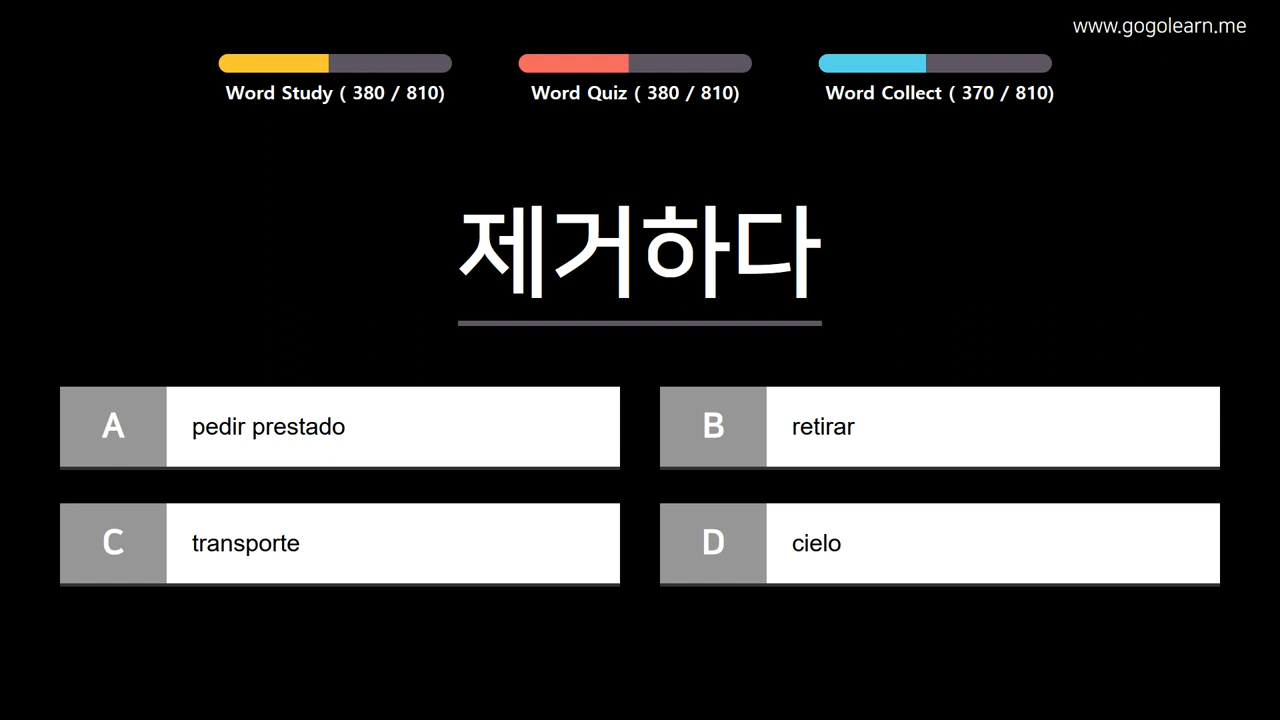 www.gogolearn.me
Word Study ( 380 / 810)
Word Quiz ( 380 / 810)
Word Collect ( 370 / 810)
제거하다
A pedir prestado
B retirar
C transporte
D cielo